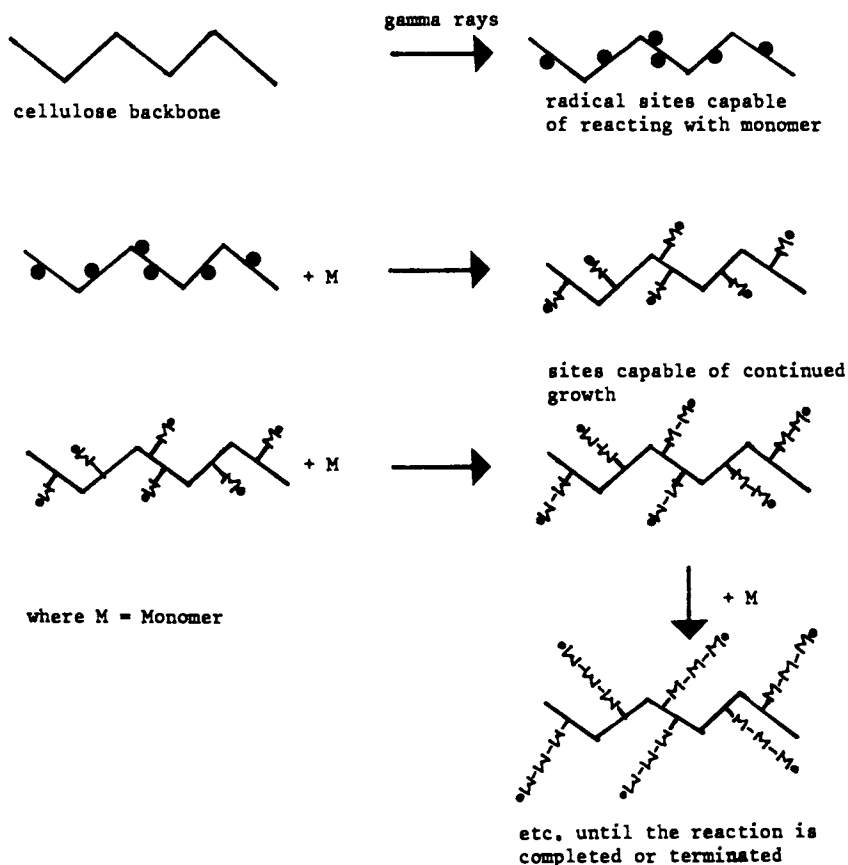 gamma rays
cellulose backbone
radical sites capable
of reacting with monomer
+ M
M
M
M
M
M
M
sites capable of continued
growth
+ M
M
M
M
M
M
M
M-M
M-M
M-M
M-M
M-M
M-M
where M = Monomer
+ M
M-M-M
M-M-M
M-M-M
M-M-M
M-M-M
M-M-M
etc. until the reaction is
completed or terminated